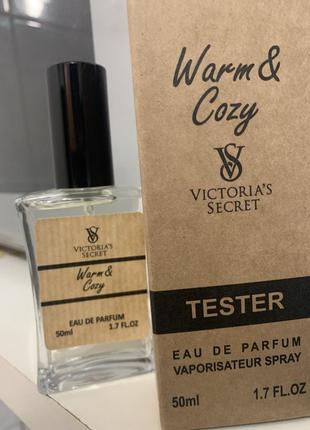 Warm &
Cozy
VS
VICTORIA'S
SECRET
TESTER
EAU DE PARFUM
VAPORISATEUR SPRAY
50ml 1.7 FL.OZ
VS
VICTORIA'S
SECRET
Warm &
Cozy
EAU DE PARFUM
50ml 1.7 FL.OZ